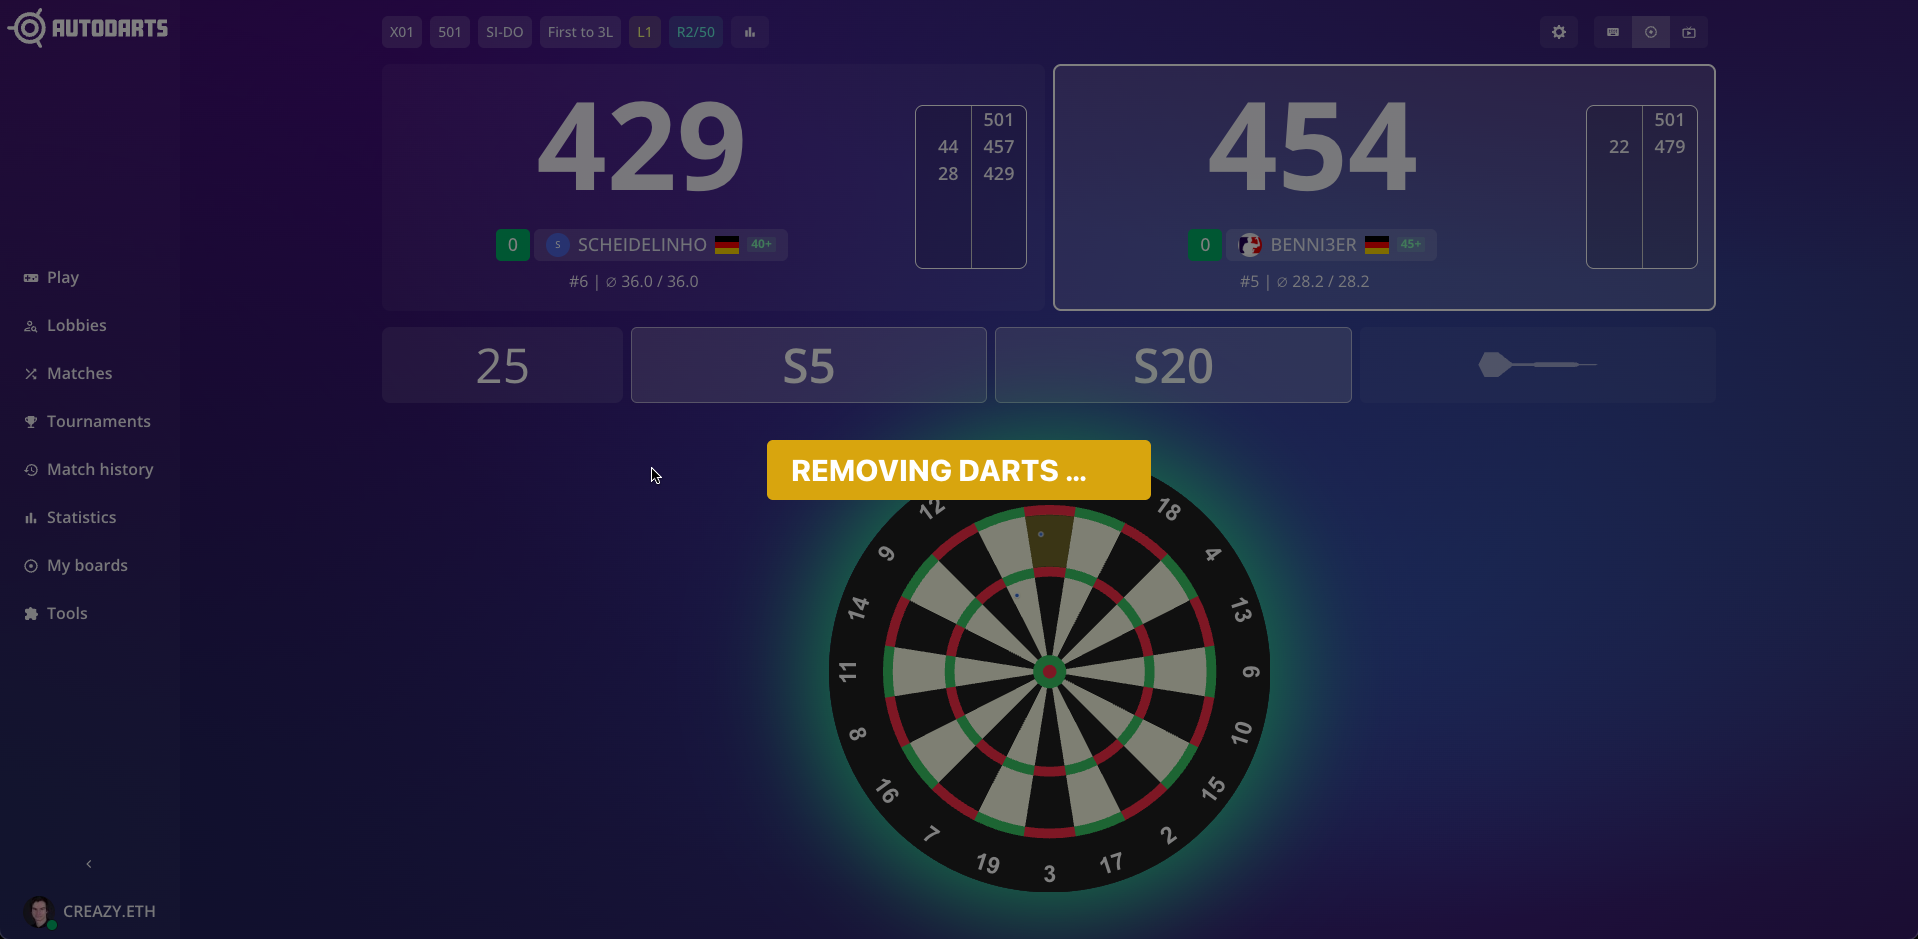 AUTODARTS
X01 501 SI-DO First to 3L L1 R2/50
429
501
44 457
28 429
0 S SCHEIDELINHO 40+
#6 | ∅ 36.0 / 36.0
454
501
22 479
0 BENNI3ER 45+
#5 | ∅ 28.2 / 28.2
25 S5 S20
Play
Lobbies
Matches
Tournaments
Match history
Statistics
My boards
Tools
CREAZY.ETH
REMOVING DARTS ...
12 18
9 4
14 13
11 6
8 10
16 15
7 2
19 17
3